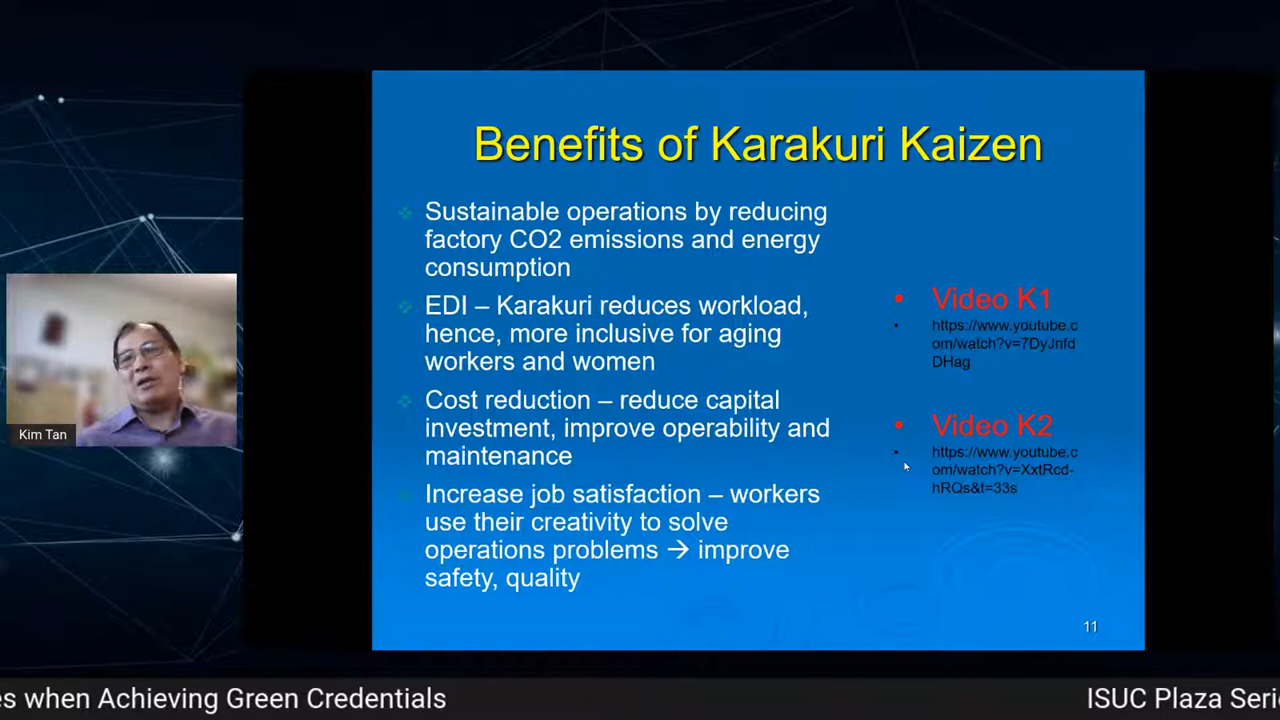 Benefits of Karakuri Kaizen
Sustainable operations by reducing
factory CO2 emissions and energy
consumption
EDI – Karakuri reduces workload,
hence, more inclusive for aging
workers and women
Cost reduction – reduce capital
investment, improve operability and
maintenance
Increase job satisfaction – workers
use their creativity to solve
operations problems → improve
safety, quality
Video K1
https://www.youtube.c
om/watch?v=7DyJnfd
DHag
Video K2
https://www.youtube.c
om/watch?v=XxtRcd-
hRQs&t=33s
11
Kim Tan
es when Achieving Green Credentials
ISUC Plaza Seri